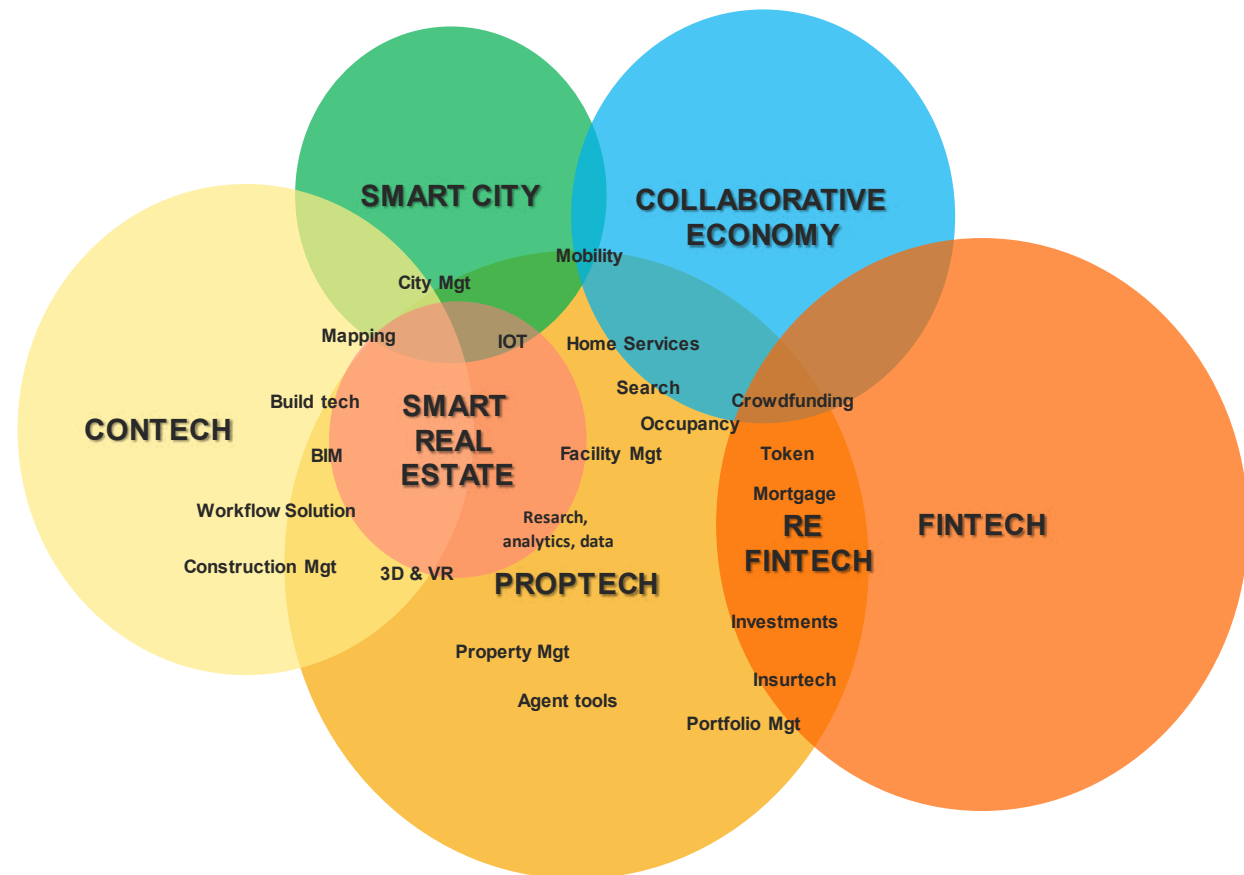 SMART CITY
COLLABORATIVE
ECONOMY
Mobility
City Mgt
Mapping
IOT
Home Services
Search
Build tech
Crowdfunding
SMART
REAL
ESTATE
Occupancy
CONTECH
BIM
Facility Mgt
Token
Mortgage
Workflow Solution
Resarch,
analytics, data
RE
FINTECH
FINTECH
Construction Mgt
3D & VR
PROPTECH
Investments
Property Mgt
Insurtech
Agent tools
Portfolio Mgt